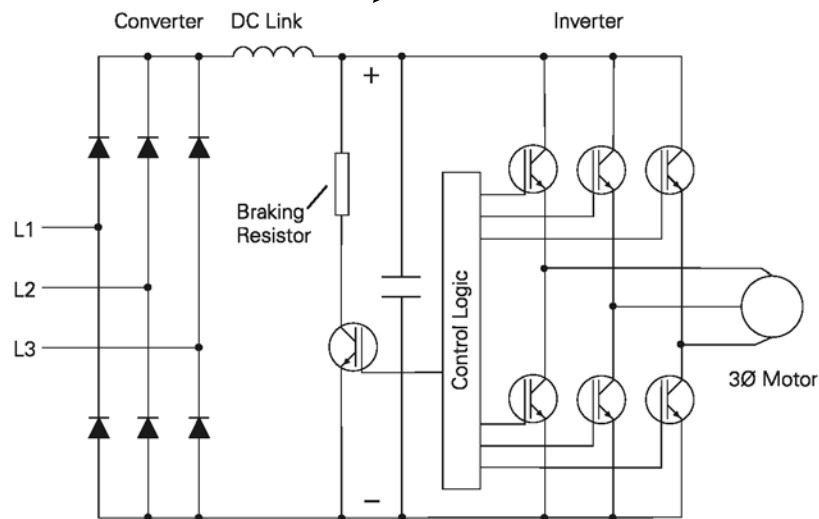 Converter
DC Link
Inverter
+
Braking
Resistor
L1
L2
L3
Control Logic
3Ø Motor
−